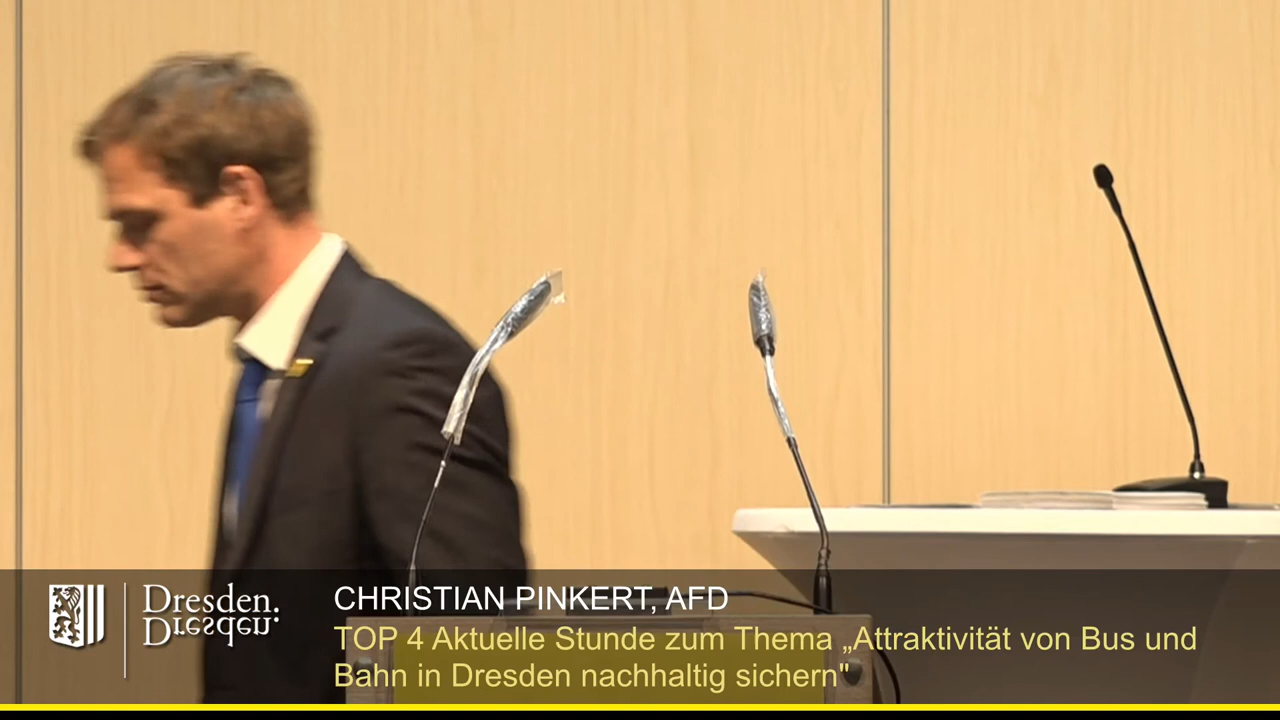 Dresden.
Dresden.
CHRISTIAN PINKERT, AFD
TOP 4 Aktuelle Stunde zum Thema „Attraktivität von Bus und
Bahn in Dresden nachhaltig sichern"